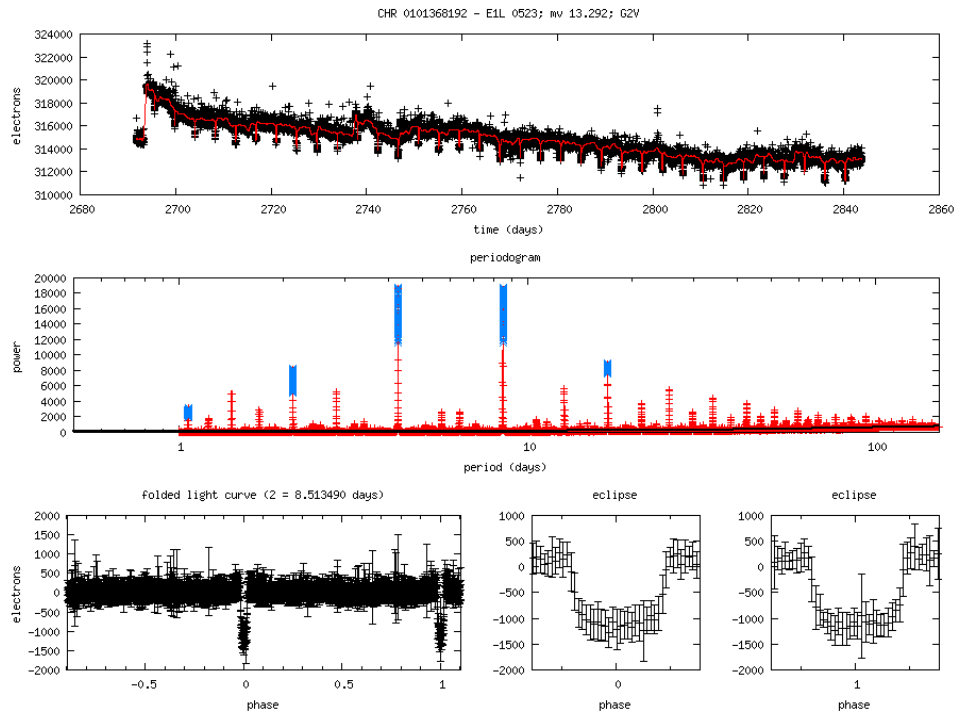 CHR 0101368192 - E1L 0523; mv 13.292; G2V
324000
322000
320000
318000
316000
314000
312000
310000
electrons
2680 2700 2720 2740 2760 2780 2800 2820 2840 2860
time (days)
periodogram
20000
18000
16000
14000
12000
10000
8000
6000
4000
2000
0
power
1 10 100
period (days)
folded light curve (2 = 8.513490 days)
2000
1500
1000
500
0
-500
-1000
-1500
-2000
electrons
-0.5 0 0.5 1
phase
eclipse
1000
500
0
-500
-1000
-1500
-2000
0
phase
eclipse
1000
500
0
-500
-1000
-1500
-2000
1
phase